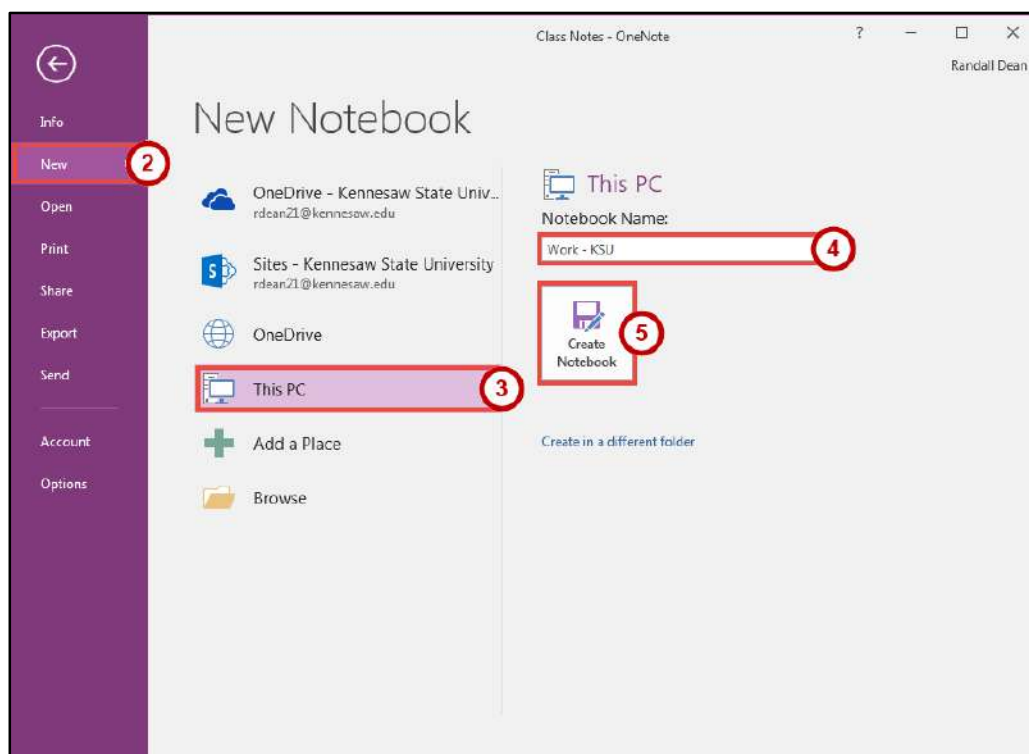 Class Notes - OneNote
?
Randall Dean
Info
New
2
Open
Print
Share
Export
Send
Account
Options
New Notebook
OneDrive - Kennesaw State Univ...
rdean21@kennesaw.edu
Sites - Kennesaw State University
rdean21@kennesaw.edu
OneDrive
This PC
3
Add a Place
Browse
This PC
Notebook Name:
Work - KSU
4
Create
Notebook
5
Create in a different folder